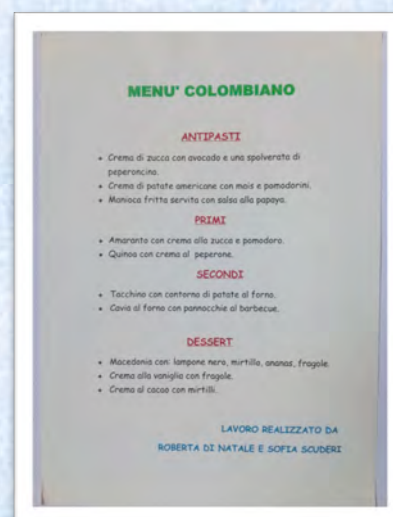 MENU' COLOMBIANO
ANTIPASTI
• Crema di zucca con avocado e una spolverata di
peperoncino.
• Crema di patate americane con mais e pomodorini.
• Manioca fritta servita con salsa alla papaya.
PRIMI
• Amaranto con crema alla zucca e pomodoro.
• Quinoa con crema al peperone.
SECONDI
• Tacchino con contorno di patate al forno.
• Cavia al forno con pannocchie al barbecue.
DESSERT
• Macedonia con: lampone nero, mirtillo, ananas, fragole.
• Crema alla vaniglia con fragole.
• Crema al cacao con mirtilli.
LAVORO REALIZZATO DA
ROBERTA DI NATALE E SOFIA SCUDERI